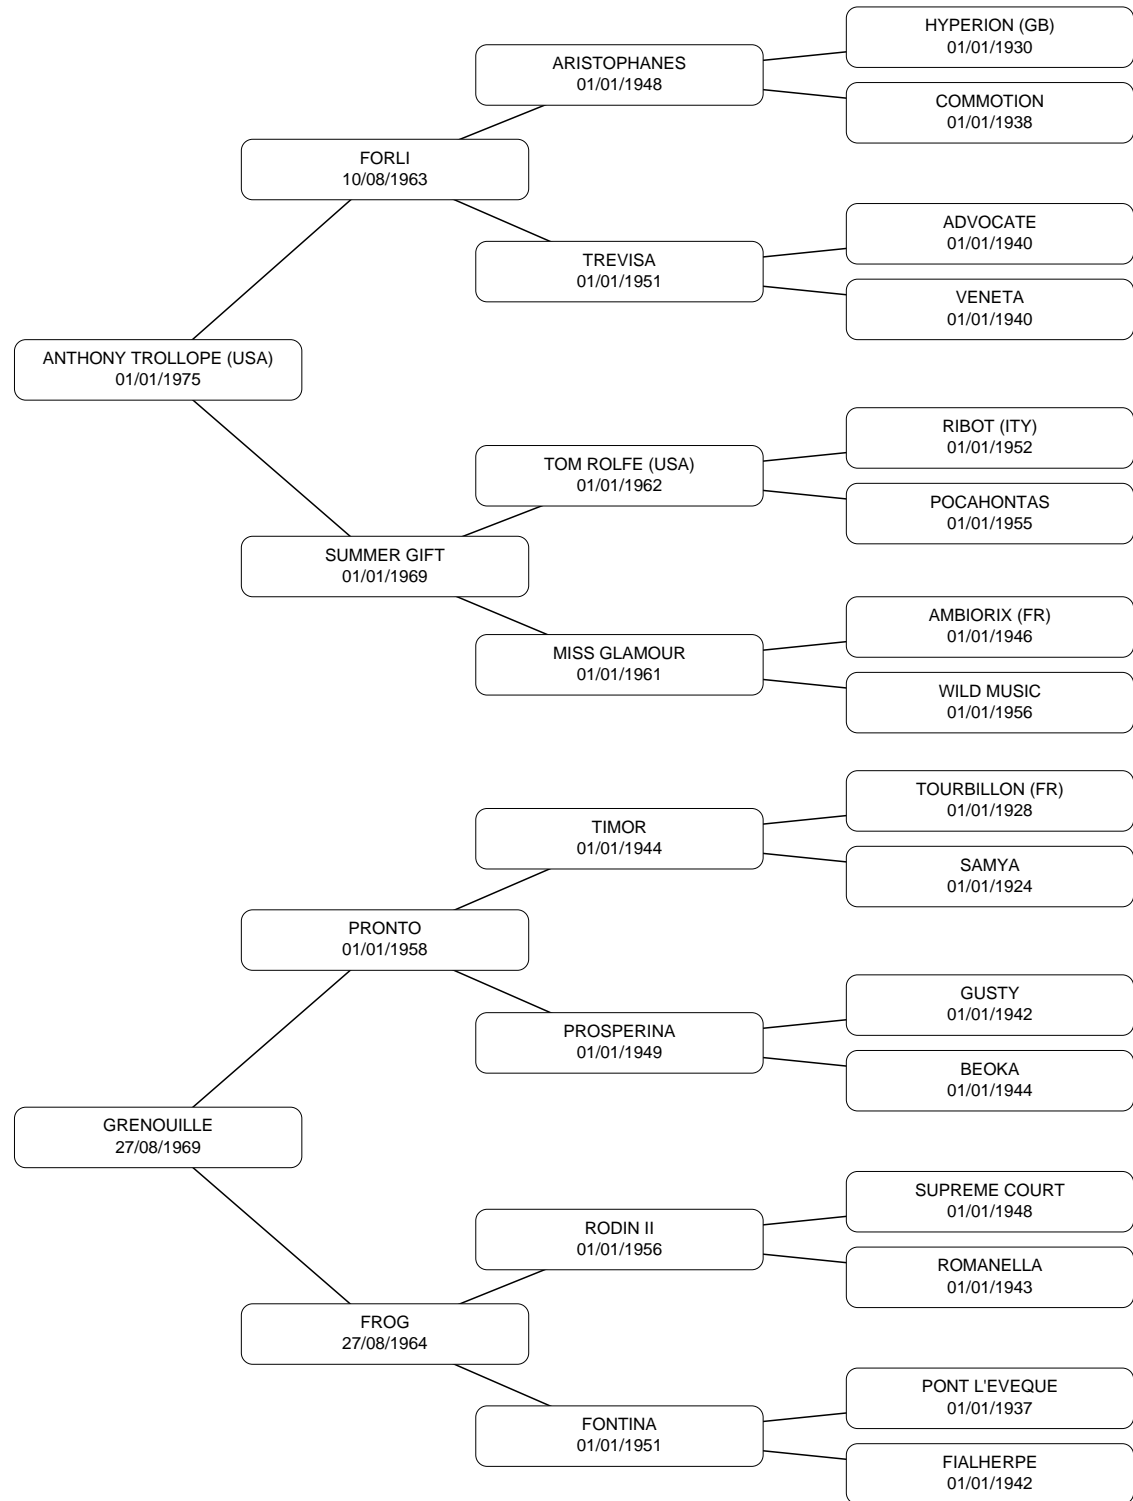 HYPERION (GB)
01/01/1930
ARISTOPHANES
01/01/1948
COMMOTION
01/01/1938
FORLI
10/08/1963
ADVOCATE
01/01/1940
TREVISA
01/01/1951
VENETA
01/01/1940
ANTHONY TROLLOPE (USA)
01/01/1975
RIBOT (ITY)
01/01/1952
TOM ROLFE (USA)
01/01/1962
POCAHONTAS
01/01/1955
SUMMER GIFT
01/01/1969
AMBIORIX (FR)
01/01/1946
MISS GLAMOUR
01/01/1961
WILD MUSIC
01/01/1956
TOURBILLON (FR)
01/01/1928
TIMOR
01/01/1944
SAMYA
01/01/1924
PRONTO
01/01/1958
GUSTY
01/01/1942
PROSPERINA
01/01/1949
BEOKA
01/01/1944
GRENOUILLE
27/08/1969
SUPREME COURT
01/01/1948
RODIN II
01/01/1956
ROMANELLA
01/01/1943
FROG
27/08/1964
PONT L'EVEQUE
01/01/1937
FONTINA
01/01/1951
FIALHERPE
01/01/1942